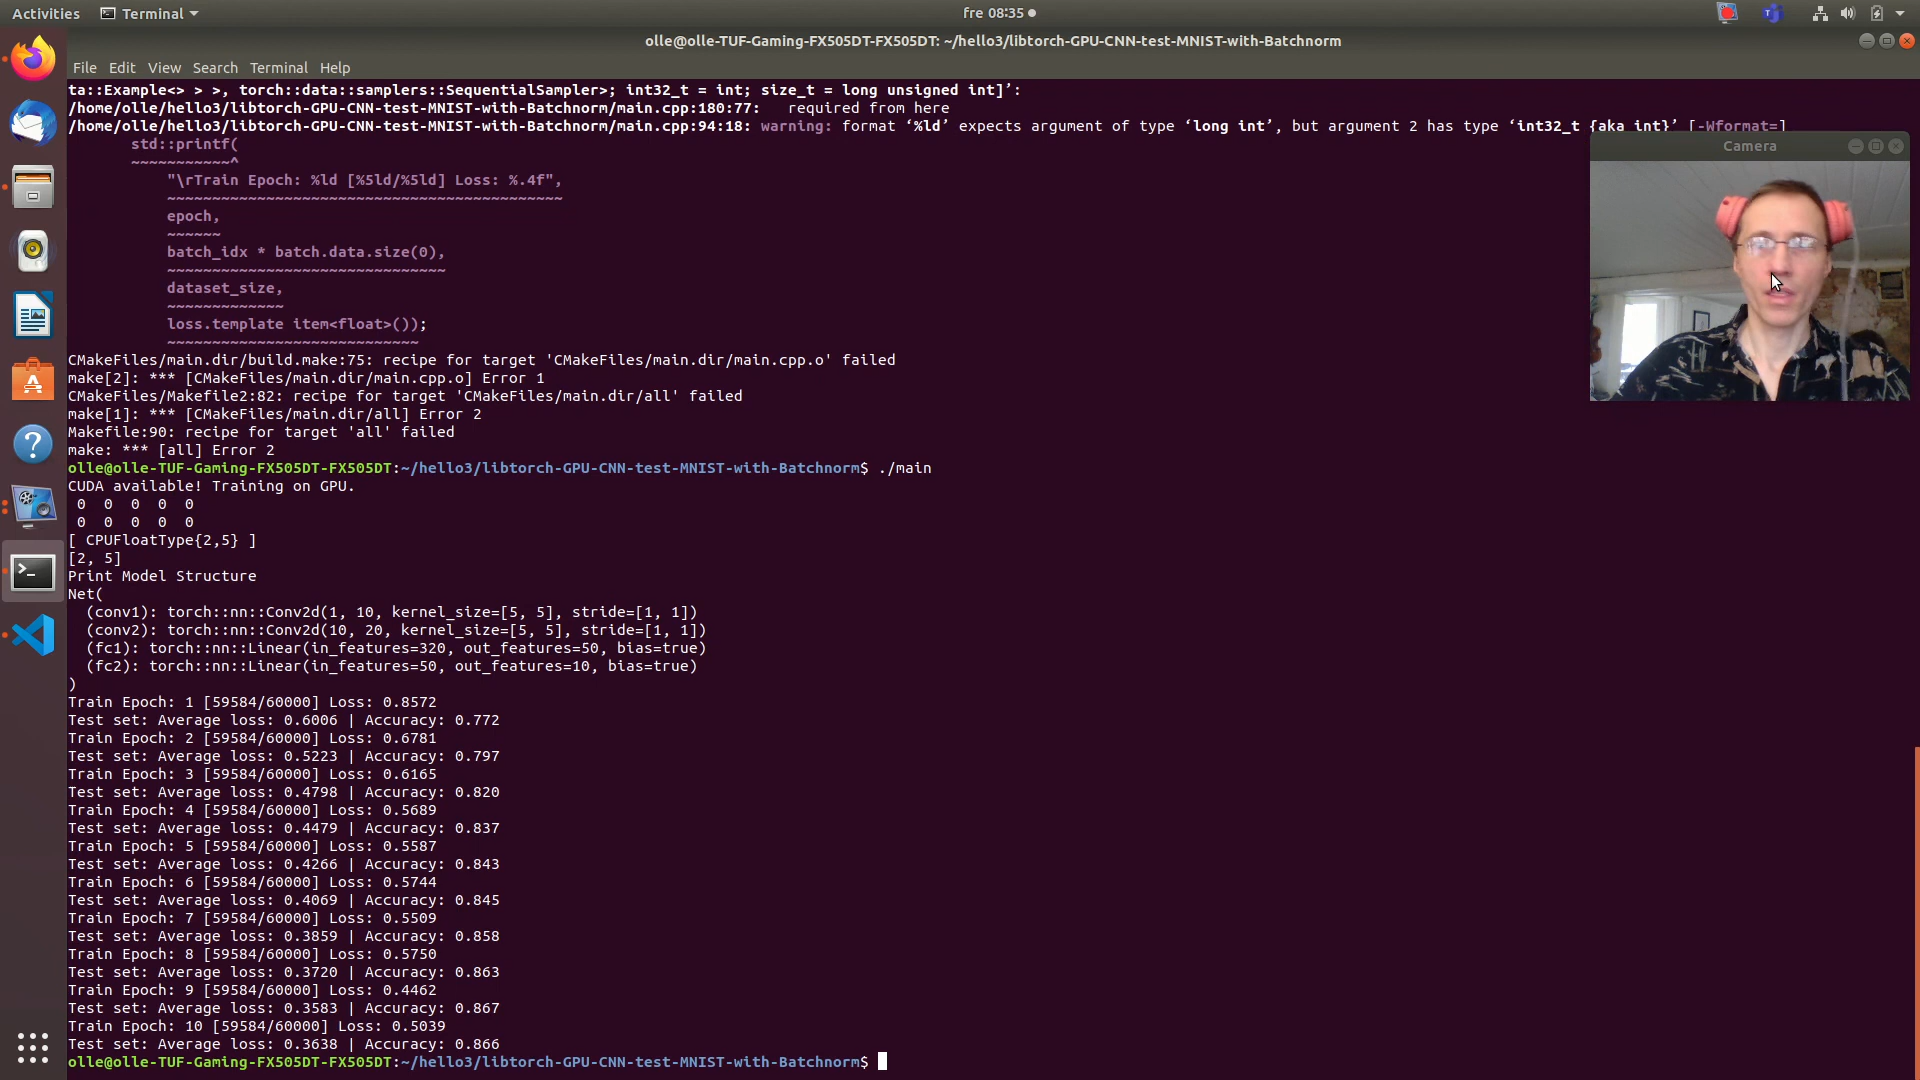 Activities
Terminal
fre 08:35
olle@olle-TUF-Gaming-FX505DT-FX505DT: ~/hello3/libtorch-GPU-CNN-test-MNIST-with-Batchnorm
File Edit View Search Terminal Help
ta::Example<> > >, torch::data::samplers::SequentialSampler>; int32_t = int; size_t = long unsigned int]’:
/home/olle/hello3/libtorch-GPU-CNN-test-MNIST-with-Batchnorm/main.cpp:180:77:   required from here
/home/olle/hello3/libtorch-GPU-CNN-test-MNIST-with-Batchnorm/main.cpp:94:18: warning: format ‘%ld’ expects argument of type ‘long int’, but argument 2 has type ‘int32_t {aka int}’ [-Wformat=]
std::printf(
~~~~~~~~~~~^
"\rTrain Epoch: %ld [%5ld/%5ld] Loss: %.4f",
~~~~~~~~~~~~~~~~~~~~~~~~~~~~~~~~~~~~~~~~~~~~
epoch,
~~~~~~
batch_idx * batch.data.size(0),
~~~~~~~~~~~~~~~~~~~~~~~~~~~~~~~
dataset_size,
~~~~~~~~~~~~~
loss.template item<float>());
~~~~~~~~~~~~~~~~~~~~~~~~~~~~
CMakeFiles/main.dir/build.make:75: recipe for target 'CMakeFiles/main.dir/main.cpp.o' failed
make[2]: *** [CMakeFiles/main.dir/main.cpp.o] Error 1
CMakeFiles/Makefile2:82: recipe for target 'CMakeFiles/main.dir/all' failed
make[1]: *** [CMakeFiles/main.dir/all] Error 2
Makefile:90: recipe for target 'all' failed
make: *** [all] Error 2
olle@olle-TUF-Gaming-FX505DT-FX505DT:~/hello3/libtorch-GPU-CNN-test-MNIST-with-Batchnorm$ ./main
CUDA available! Training on GPU.
0  0  0  0  0
0  0  0  0  0
[ CPUFloatType{2,5} ]
[2, 5]
Print Model Structure
Net(
(conv1): torch::nn::Conv2d(1, 10, kernel_size=[5, 5], stride=[1, 1])
(conv2): torch::nn::Conv2d(10, 20, kernel_size=[5, 5], stride=[1, 1])
(fc1): torch::nn::Linear(in_features=320, out_features=50, bias=true)
(fc2): torch::nn::Linear(in_features=50, out_features=10, bias=true)
)
Train Epoch: 1 [59584/60000] Loss: 0.8572
Test set: Average loss: 0.6006 | Accuracy: 0.772
Train Epoch: 2 [59584/60000] Loss: 0.6781
Test set: Average loss: 0.5223 | Accuracy: 0.797
Train Epoch: 3 [59584/60000] Loss: 0.6165
Test set: Average loss: 0.4798 | Accuracy: 0.820
Train Epoch: 4 [59584/60000] Loss: 0.5689
Test set: Average loss: 0.4479 | Accuracy: 0.837
Train Epoch: 5 [59584/60000] Loss: 0.5587
Test set: Average loss: 0.4266 | Accuracy: 0.843
Train Epoch: 6 [59584/60000] Loss: 0.5744
Test set: Average loss: 0.4069 | Accuracy: 0.845
Train Epoch: 7 [59584/60000] Loss: 0.5509
Test set: Average loss: 0.3859 | Accuracy: 0.858
Train Epoch: 8 [59584/60000] Loss: 0.5750
Test set: Average loss: 0.3720 | Accuracy: 0.863
Train Epoch: 9 [59584/60000] Loss: 0.4462
Test set: Average loss: 0.3583 | Accuracy: 0.867
Train Epoch: 10 [59584/60000] Loss: 0.5039
Test set: Average loss: 0.3638 | Accuracy: 0.866
olle@olle-TUF-Gaming-FX505DT-FX505DT:~/hello3/libtorch-GPU-CNN-test-MNIST-with-Batchnorm$
Camera